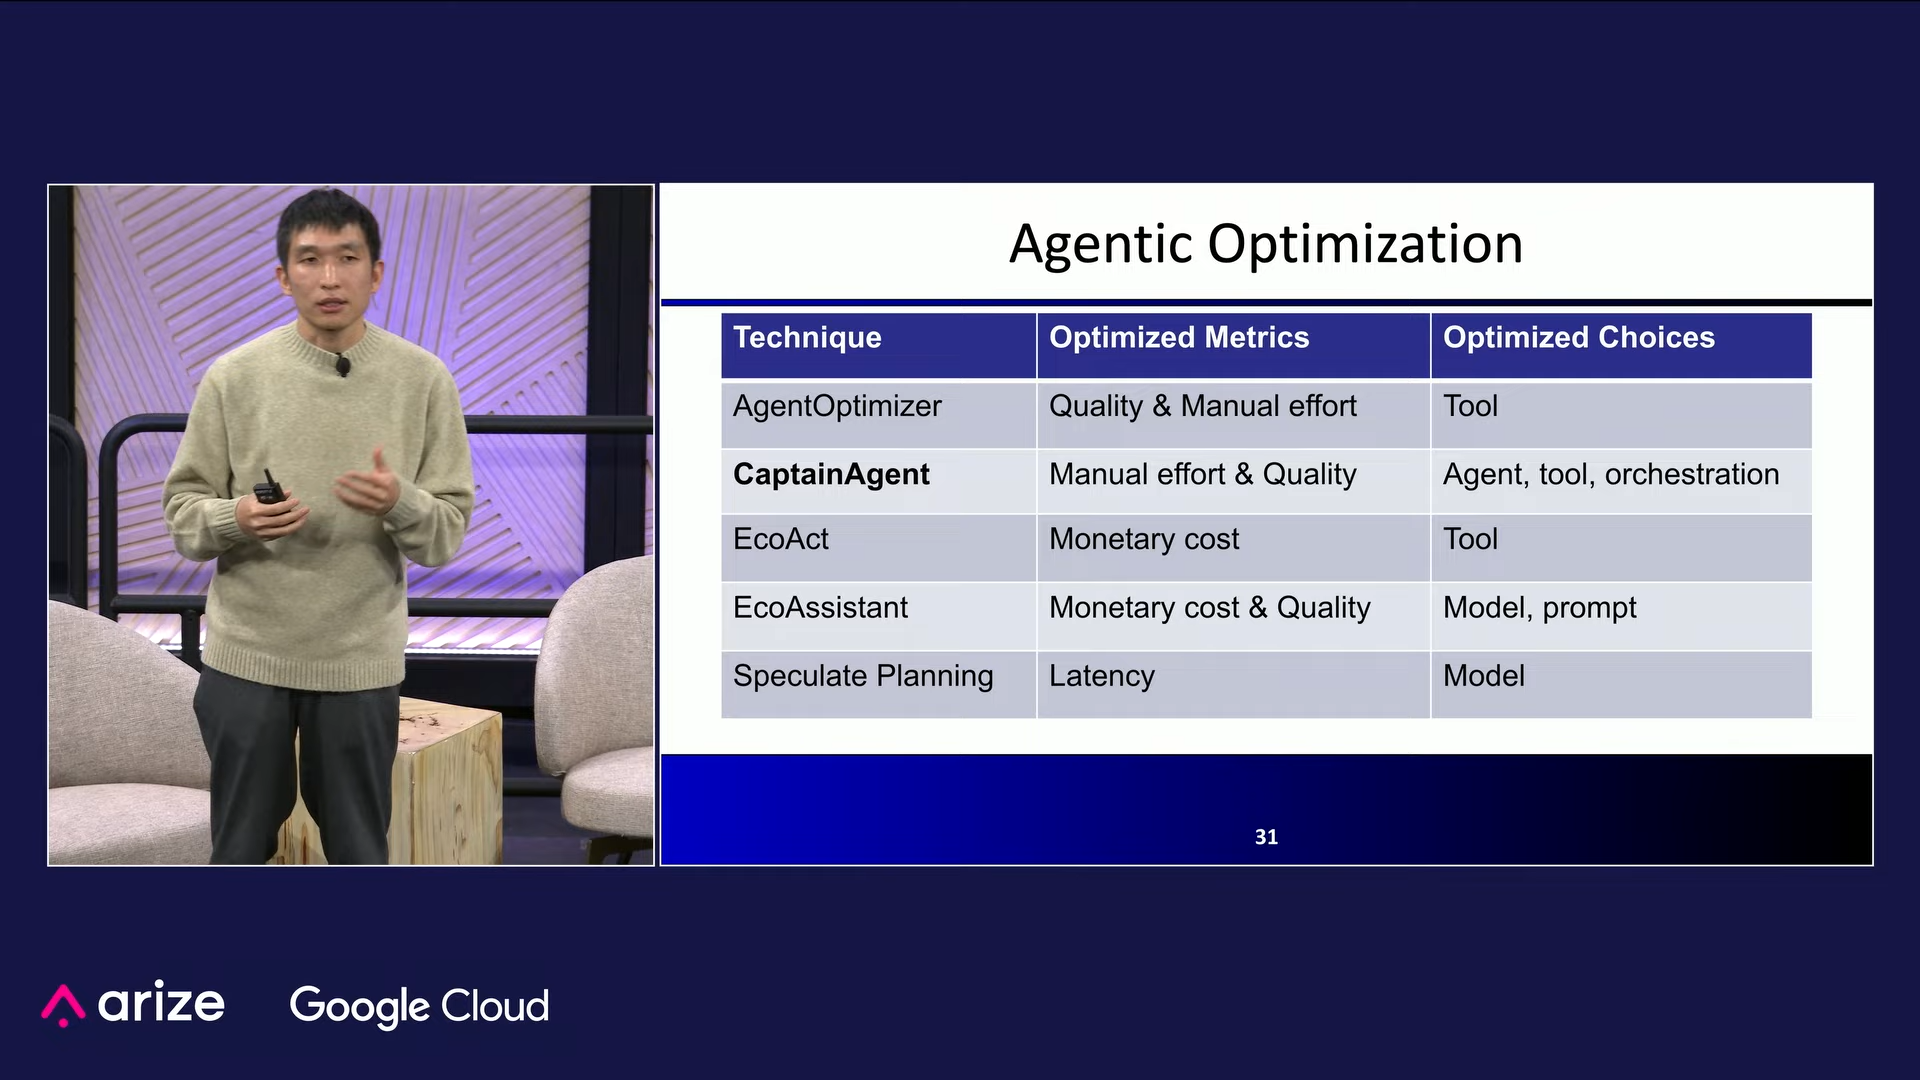 Agentic Optimization
Technique Optimized Metrics Optimized Choices
AgentOptimizer Quality & Manual effort Tool
CaptainAgent Manual effort & Quality Agent, tool, orchestration
EcoAct Monetary cost Tool
EcoAssistant Monetary cost & Quality Model, prompt
Speculate Planning Latency Model
31
arize Google Cloud